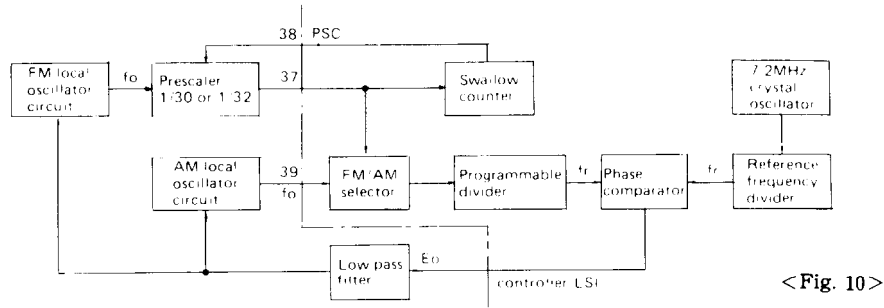 38 PSC
FM local
oscillator
circuit
fo
Prescaler
1/30 or 1/32
37
Swallow
counter
7.2MHz
crystal
oscillator
AM local
oscillator
circuit
39
fo
FM/AM
selector
Programmable
divider
fr
Phase
comparator
fr
Reference
frequency
divider
Low pass
filter
Eo
controller LSI
<Fig. 10>